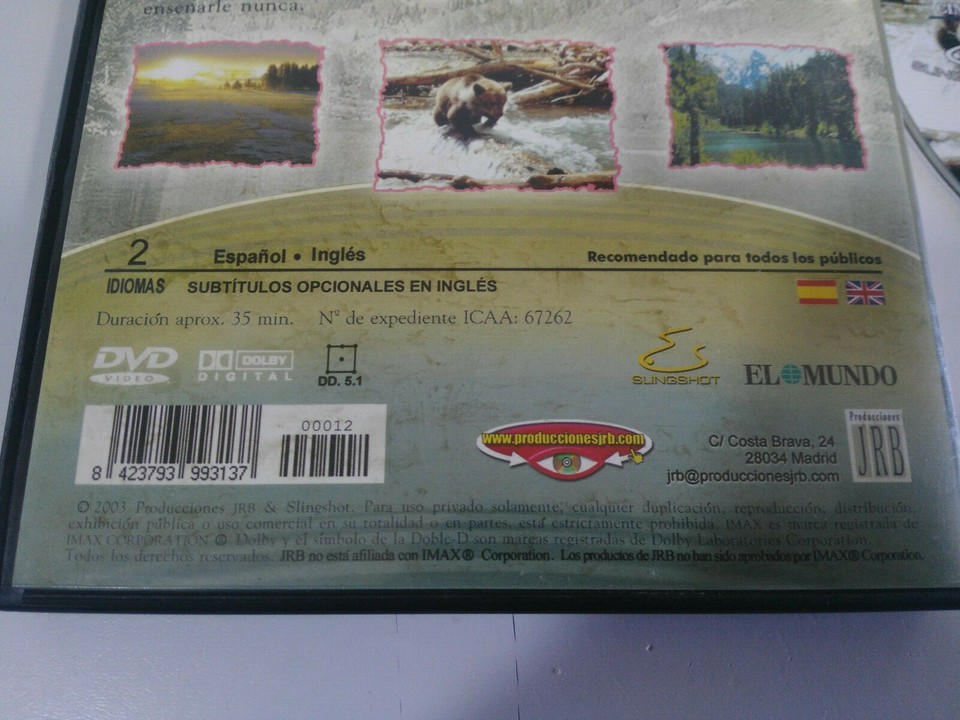 enseñarle nunca.
2 Español • Inglés
Recomendado para todos los públicos
IDIOMAS SUBTÍTULOS OPCIONALES EN INGLÉS
Duración aprox. 35 min. Nº de expediente ICAA: 67262
DVD
VIDEO
DOLBY
DIGITAL
DD. 5.1
SLINGSHOT
EL MUNDO
00012
8 423793 993137
www.produccionesjrb.com
C/ Costa Brava, 24
28034 Madrid
jrb@produccionesjrb.com
Producciones
JRB
© 2003 Producciones JRB & Slingshot. Para uso privado solamente, cualquier duplicación, reproducción, distribución,
exhibición pública o uso comercial en su totalidad o en partes, está estrictamente prohibida. IMAX es marca registrada de
IMAX CORPORATION ® Dolby y el símbolo de la Doble-D son marcas registradas de Dolby Laboratories Corporation.
Todos los derechos reservados. JRB no está afiliada con IMAX® Corporation. Los productos de JRB no han sido aprobados por IMAX® Corporation.